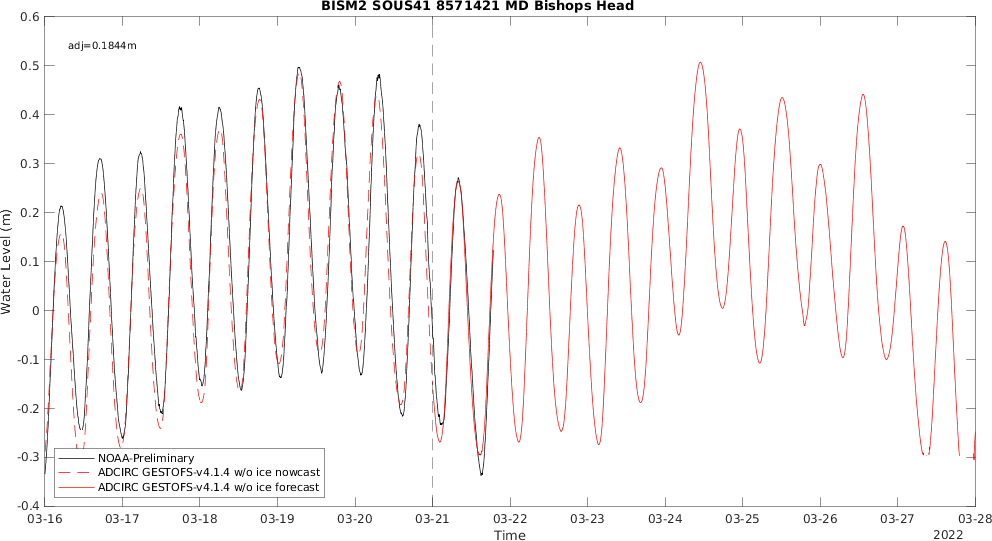 BISM2 SOUS41 8571421 MD Bishops Head
adj=0.1844m
Water Level (m)
0.6
0.5
0.4
0.3
0.2
0.1
0
-0.1
-0.2
-0.3
-0.4
NOAA-Preliminary
ADCIRC GESTOFS-v4.1.4 w/o ice nowcast
ADCIRC GESTOFS-v4.1.4 w/o ice forecast
03-16 03-17 03-18 03-19 03-20 03-21 03-22 03-23 03-24 03-25 03-26 03-27 03-28
Time
2022